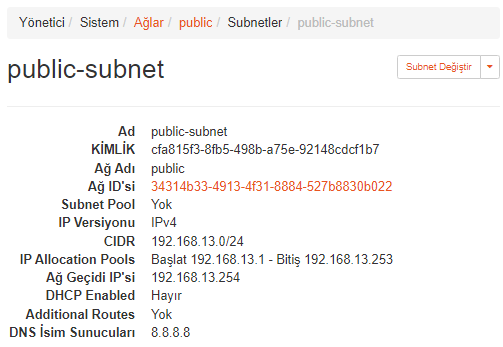 Yönetici / Sistem / Ağlar / public / Subnetler / public-subnet
public-subnet
Subnet Değiştir
Ad public-subnet
KİMLİK cfa815f3-8fb5-498b-a75e-92148cdcf1b7
Ağ Adı public
Ağ ID'si 34314b33-4913-4f31-8884-527b8830b022
Subnet Pool Yok
IP Versiyonu IPv4
CIDR 192.168.13.0/24
IP Allocation Pools Başlat 192.168.13.1 - Bitiş 192.168.13.253
Ağ Geçidi IP'si 192.168.13.254
DHCP Enabled Hayır
Additional Routes Yok
DNS İsim Sunucuları 8.8.8.8